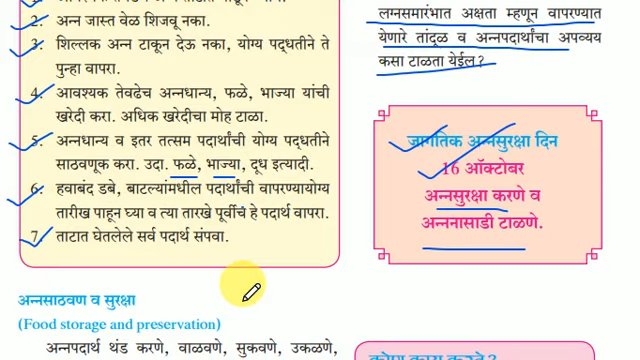 2. अन्न जास्त वेळ शिजवू नका.
3. शिल्लक अन्न टाकून देऊ नका, योग्य पद्धतीने ते
पुन्हा वापरा.
4. आवश्यक तेवढेच अन्नधान्य, फळे, भाज्या यांची
खरेदी करा. अधिक खरेदीचा मोह टाळा.
5. अन्नधान्य व इतर तत्सम पदार्थांची योग्य पद्धतीने
साठवणूक करा. उदा. फळे, भाज्या, दूध इत्यादी.
6. हवाबंद डबे, बाटल्यांमधील पदार्थांची वापरण्यायोग्य
तारीख पाहून घ्या व त्या तारखे पूर्वीच हे पदार्थ वापरा.
7. ताटात घेतलेले सर्व पदार्थ संपवा.
अन्नसाठवण व सुरक्षा
(Food storage and preservation)
अन्नपदार्थ थंड करणे, वाळवणे, सुकवणे, उकळणे,
लग्नसमारंभात अक्षता म्हणून वापरण्यात
येणारे तांदूळ व अन्नपदार्थांचा अपव्यय
कसा टाळता येईल?
जागतिक अन्नसुरक्षा दिन
16 ऑक्टोबर
अन्नसुरक्षा करणे व
अन्ननासाडी टाळणे.